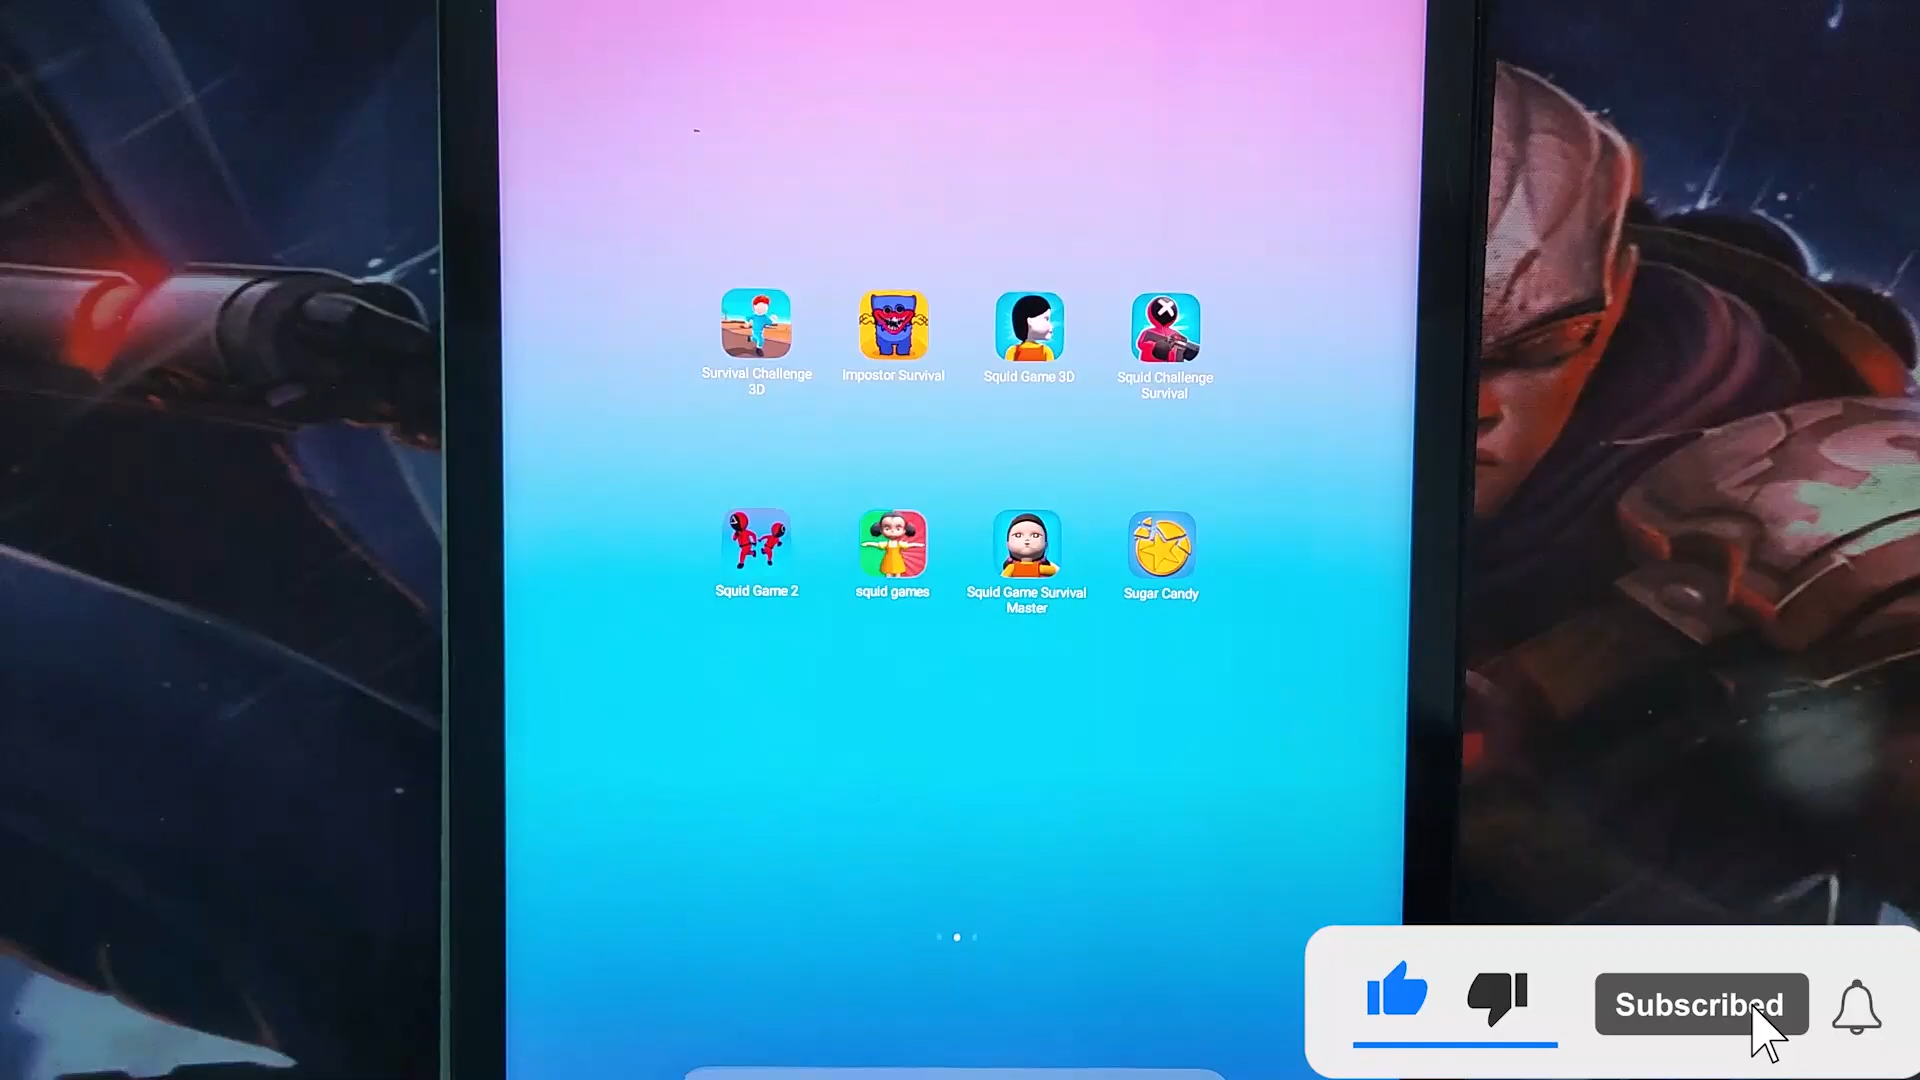 Survival Challenge
3D
Impostor Survival
Squid Game 3D
Squid Challenge
Survival
Squid Game 2
squid games
Squid Game Survival
Master
Sugar Candy
Subscribed